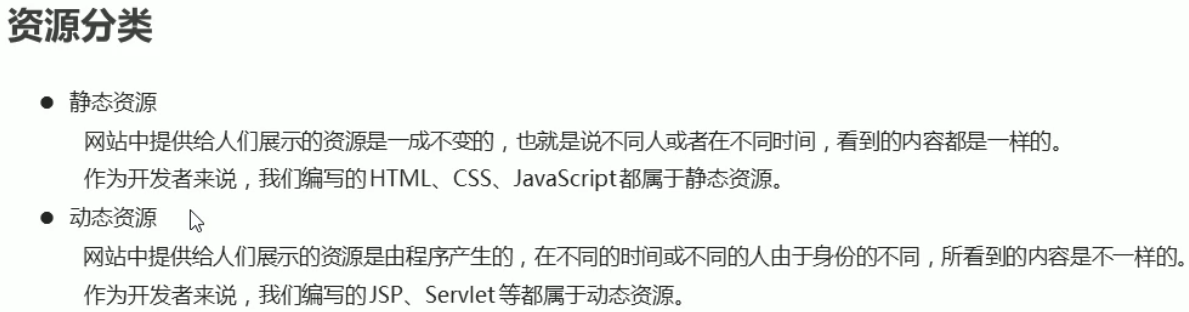 资源分类
● 静态资源
网站中提供给人们展示的资源是一成不变的，也就是说不同人或者在不同时间，看到的内容都是一样的。
作为开发者来说，我们编写的HTML、CSS、JavaScript都属于静态资源。
● 动态资源
网站中提供给人们展示的资源是由程序产生的，在不同的时间或不同的人由于身份的不同，所看到的内容是不一样的。
作为开发者来说，我们编写的JSP、Servlet等都属于动态资源。